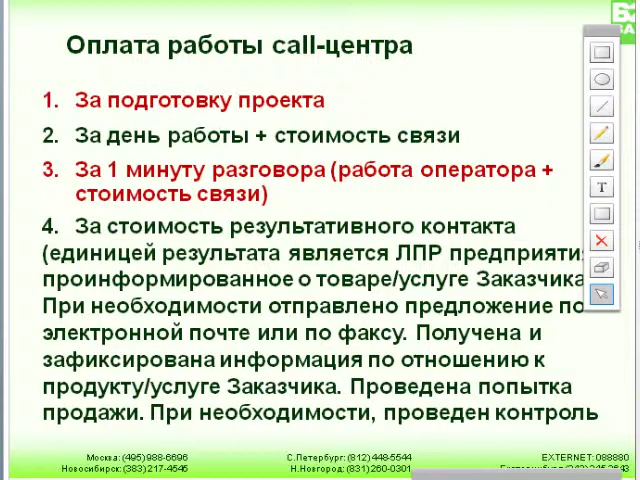 Оплата работы call-центра
1. За подготовку проекта
2. За день работы + стоимость связи
3. За 1 минуту разговора (работа оператора +
стоимость связи)
4. За стоимость результативного контакта
(единицей результата является ЛПР предприятия
проинформированное о товаре/услуге Заказчика
При необходимости отправлено предложение по
электронной почте или по факсу. Получена и
зафиксирована информация по отношению к
продукту/услуге Заказчика. Проведена попытка
продажи. При необходимости, проведен контроль
T
Москва: (495) 988-6696 С.Петербург: (812) 448-5544 EXTERNET: 088880
Новосибирск: (383) 217-4545 Н.Новгород: (831) 260-0301